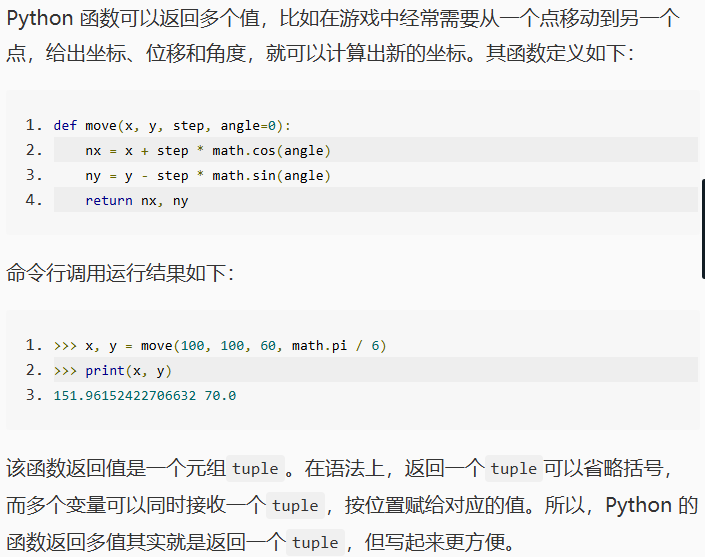 Python 函数可以返回多个值，比如在游戏中经常需要从一个点移动到另一个
点，给出坐标、位移和角度，就可以计算出新的坐标。其函数定义如下：
1. def move(x, y, step, angle=0):
2.     nx = x + step * math.cos(angle)
3.     ny = y - step * math.sin(angle)
4.     return nx, ny
命令行调用运行结果如下：
1. >>> x, y = move(100, 100, 60, math.pi / 6)
2. >>> print(x, y)
3. 151.96152422706632 70.0
该函数返回值是一个元组 tuple 。在语法上，返回一个 tuple 可以省略括号，
而多个变量可以同时接收一个 tuple ，按位置赋给对应的值。所以，Python 的
函数返回多值其实就是返回一个 tuple ，但写起来更方便。